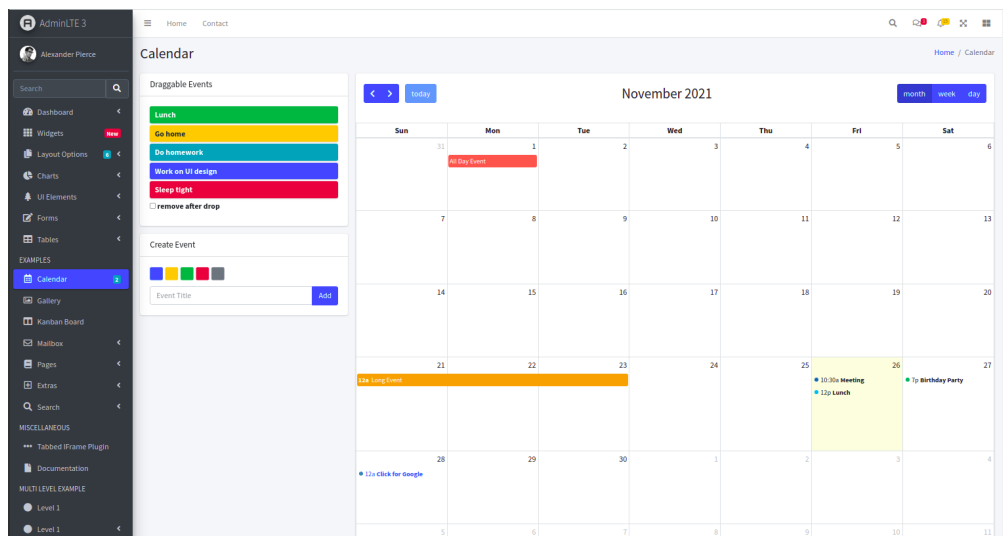 AdminLTE 3
Alexander Pierce
Search
Dashboard
Widgets New
Layout Options 6
Charts
UI Elements
Forms
Tables
EXAMPLES
Calendar 2
Gallery
Kanban Board
Mailbox
Pages
Extras
Search
MISCELLANEOUS
Tabbed IFrame Plugin
Documentation
MULTI LEVEL EXAMPLE
Level 1
Level 1
Home Contact
Calendar
Home / Calendar
Draggable Events
Lunch
Go home
Do homework
Work on UI design
Sleep tight
remove after drop
Create Event
Event Title Add
today November 2021 month week day
Sun Mon Tue Wed Thu Fri Sat
31 1 2 3 4 5 6
All Day Event
7 8 9 10 11 12 13
14 15 16 17 18 19 20
21 22 23 24 25 26 27
12a Long Event 10:30a Meeting 7p Birthday Party
12p Lunch
28 29 30 1 2 3 4
12a Click for Google
5 6 7 8 9 10 11